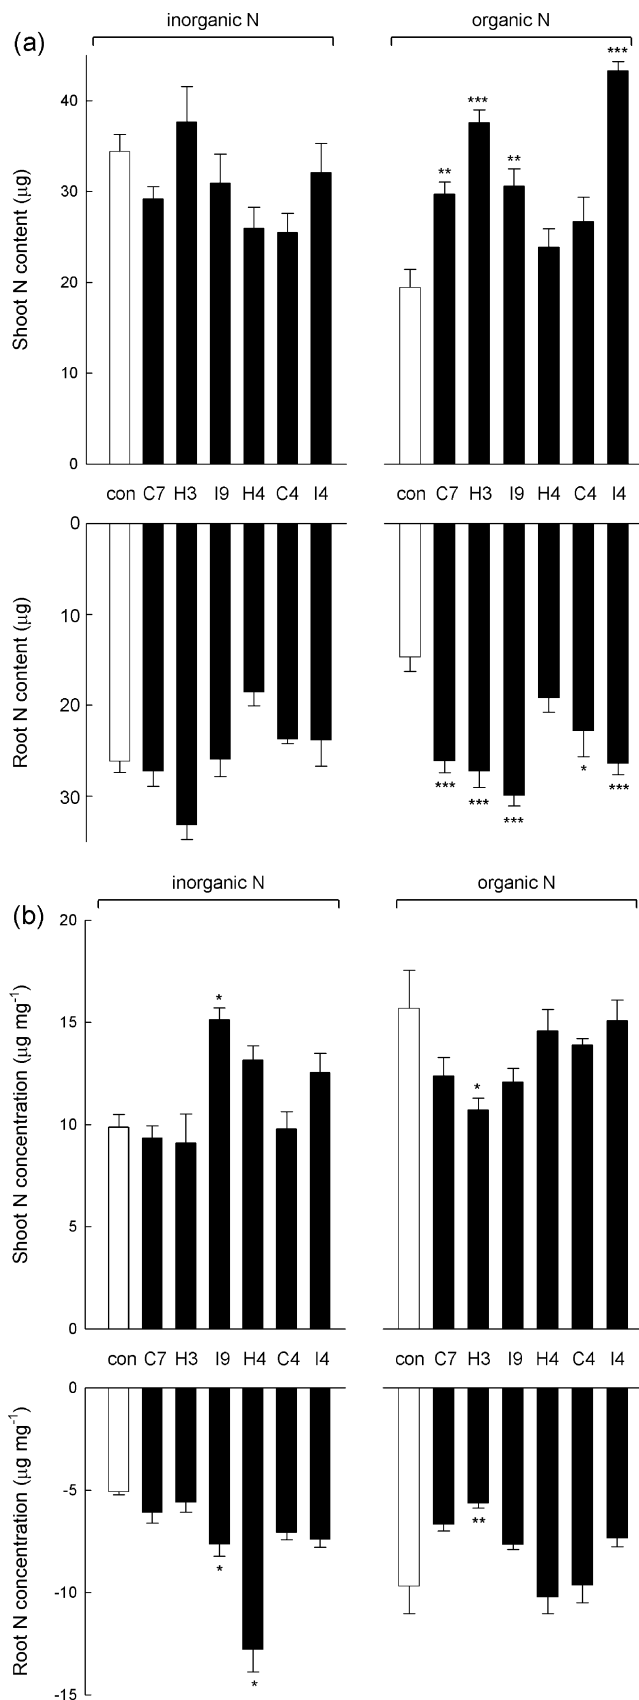 (a)
inorganic N
organic N
Shoot N content (μg)
40
30
20
10
0
** *** ** ***
con C7 H3 I9 H4 C4 I4
con C7 H3 I9 H4 C4 I4
Root N content (μg)
0
10
20
30
*** *** *** * ***
(b)
inorganic N
organic N
Shoot N concentration (μg mg⁻¹)
20
15
10
5
0
*
*
con C7 H3 I9 H4 C4 I4
con C7 H3 I9 H4 C4 I4
Root N concentration (μg mg⁻¹)
0
-5
-10
-15
* *
**